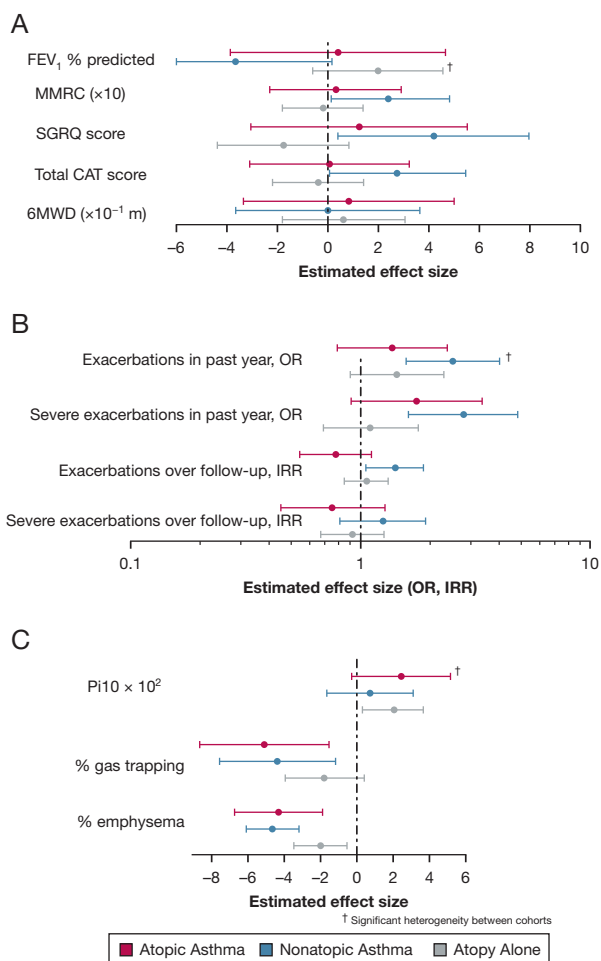 A
FEV₁ % predicted
†
MMRC (×10)
SGRQ score
Total CAT score
6MWD (×10⁻¹ m)
−6 −4 −2 0 2 4 6 8 10
Estimated effect size
B
Exacerbations in past year, OR
†
Severe exacerbations in past year, OR
Exacerbations over follow-up, IRR
Severe exacerbations over follow-up, IRR
0.1 1 10
Estimated effect size (OR, IRR)
C
Pi10 × 10²
†
% gas trapping
% emphysema
−8 −6 −4 −2 0 2 4 6
Estimated effect size
† Significant heterogeneity between cohorts
Atopic Asthma Nonatopic Asthma Atopy Alone